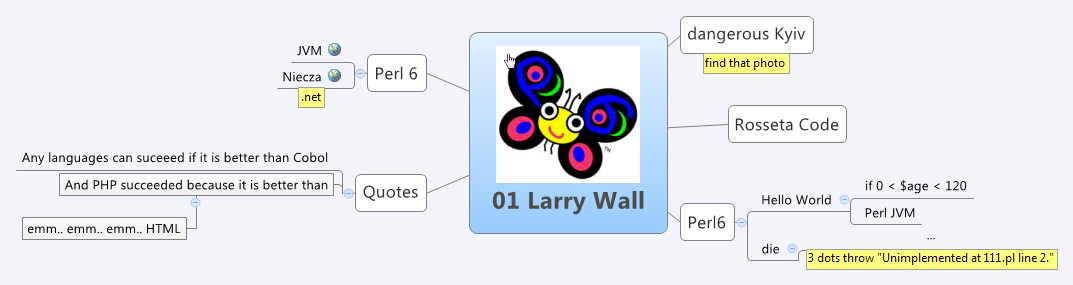 JVM
Niecza
.net
Perl 6
Any languages can suceeed if it is better than Cobol
And PHP succeeded because it is better than
emm.. emm.. emm.. HTML
Quotes
TM
01 Larry Wall
dangerous Kyiv
find that photo
Rosseta Code
Perl6
Hello World
if 0 < $age < 120
Perl JVM
die
...
3 dots throw "Unimplemented at 111.pl line 2."